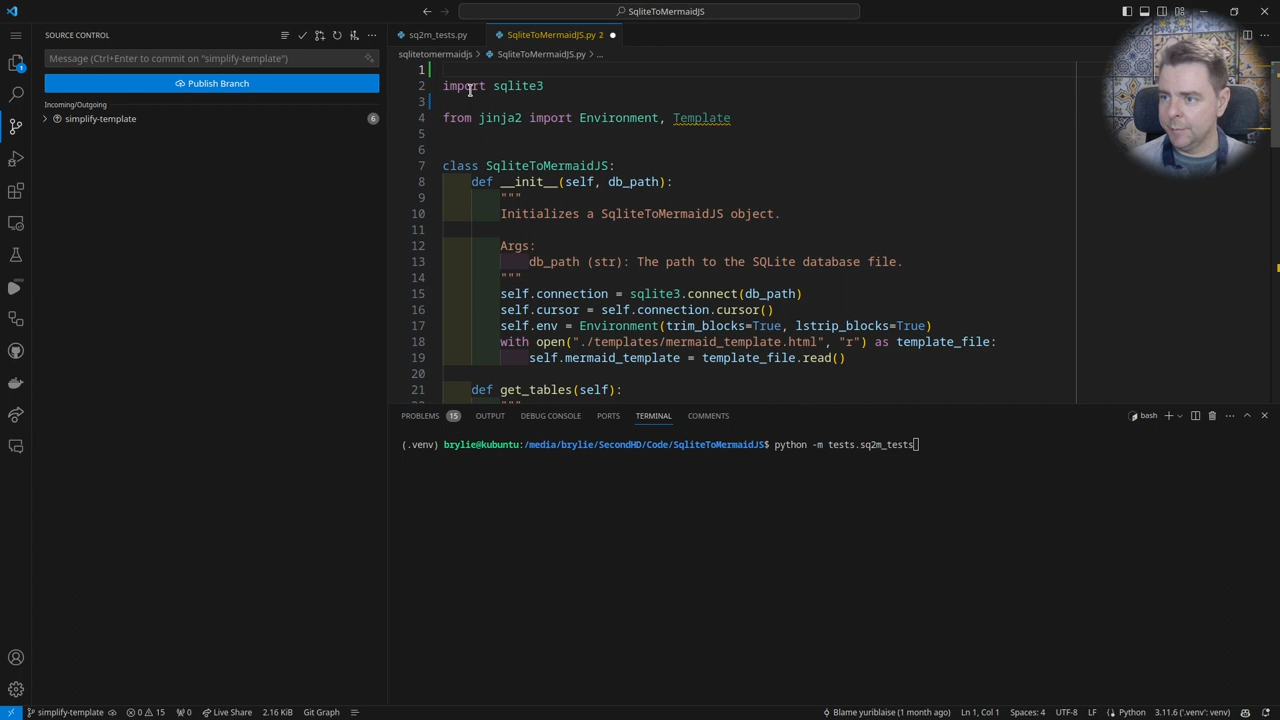 SqliteToMermaidJS
SOURCE CONTROL
Message (Ctrl+Enter to commit on "simplify-template")
Publish Branch
Incoming/Outgoing
simplify-template
6
1
sq2m_tests.py
SqliteToMermaidJS.py 2
sqlitetomermaidjs > SqliteToMermaidJS.py > ...
1
2 import sqlite3
3
4 from jinja2 import Environment, Template
5
6
7 class SqliteToMermaidJS:
8 def __init__(self, db_path):
9 """
10 Initializes a SqliteToMermaidJS object.
11
12 Args:
13 db_path (str): The path to the SQLite database file.
14 """
15 self.connection = sqlite3.connect(db_path)
16 self.cursor = self.connection.cursor()
17 self.env = Environment(trim_blocks=True, lstrip_blocks=True)
18 with open("./templates/mermaid_template.html", "r") as template_file:
19 self.mermaid_template = template_file.read()
20
21 def get_tables(self):
PROBLEMS 15 OUTPUT DEBUG CONSOLE PORTS TERMINAL COMMENTS
bash
(.venv) brylie@kubuntu:/media/brylie/SecondHD/Code/SqliteToMermaidJS$ python -m tests.sq2m_tests
simplify-template 0 15 0 Live Share 2.16 KiB Git Graph
Blame yuriblaise (1 month ago) Ln 1, Col 1 Spaces: 4 UTF-8 LF Python 3.11.6 ('.venv': venv)